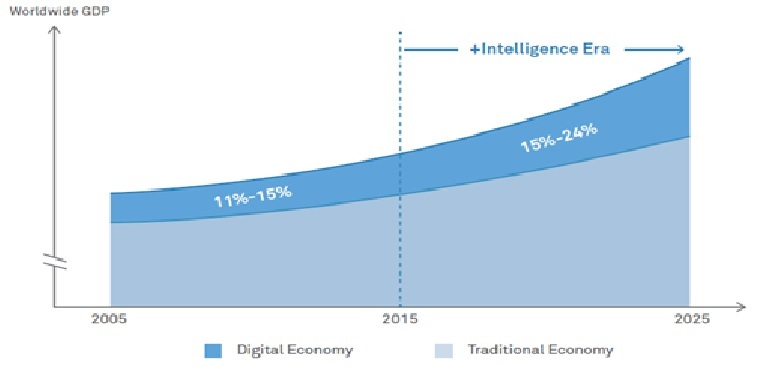 Worldwide GDP
+Intelligence Era
15%-24%
11%-15%
2005
2015
2025
Digital Economy
Traditional Economy